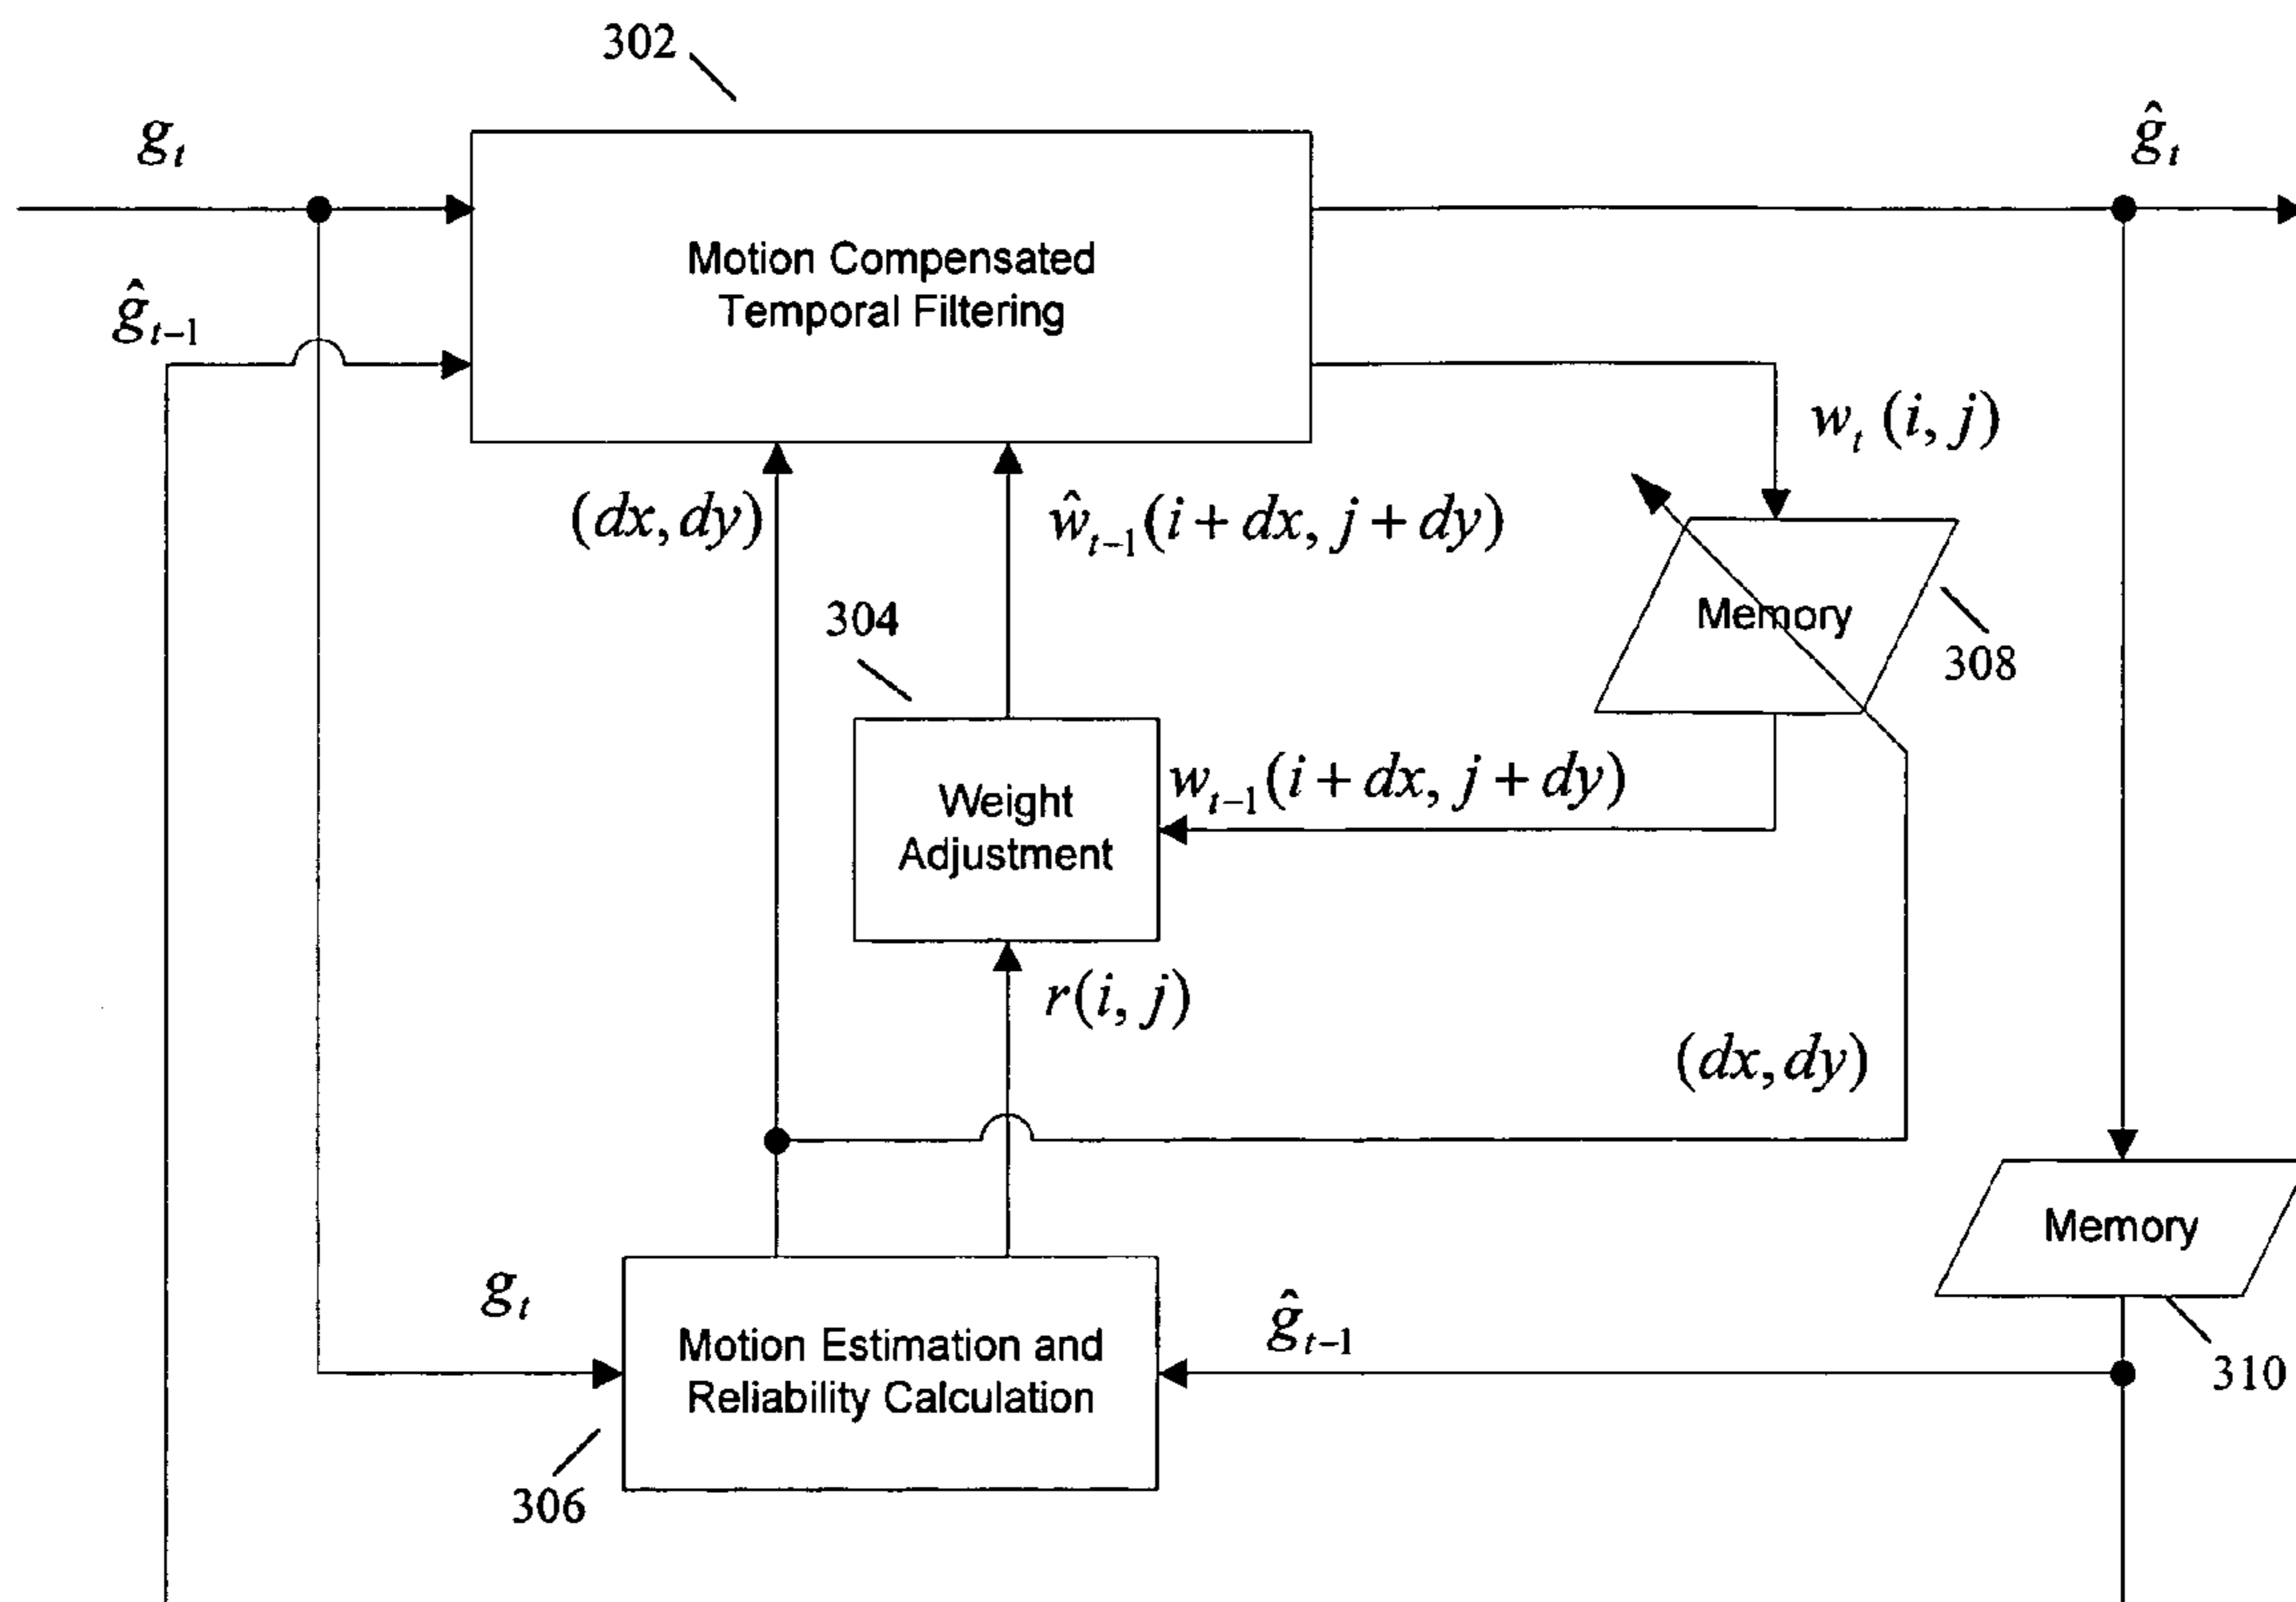 302
g_t
ĝ_t
Motion Compensated
Temporal Filtering
ĝ_{t-1}
w_t (i, j)
(dx, dy)
ŵ_{t-1}(i + dx, j + dy)
Memory
304
308
Weight
Adjustment
w_{t-1}(i + dx, j + dy)
r(i, j)
(dx, dy)
Memory
g_t
Motion Estimation and
Reliability Calculation
ĝ_{t-1}
310
306